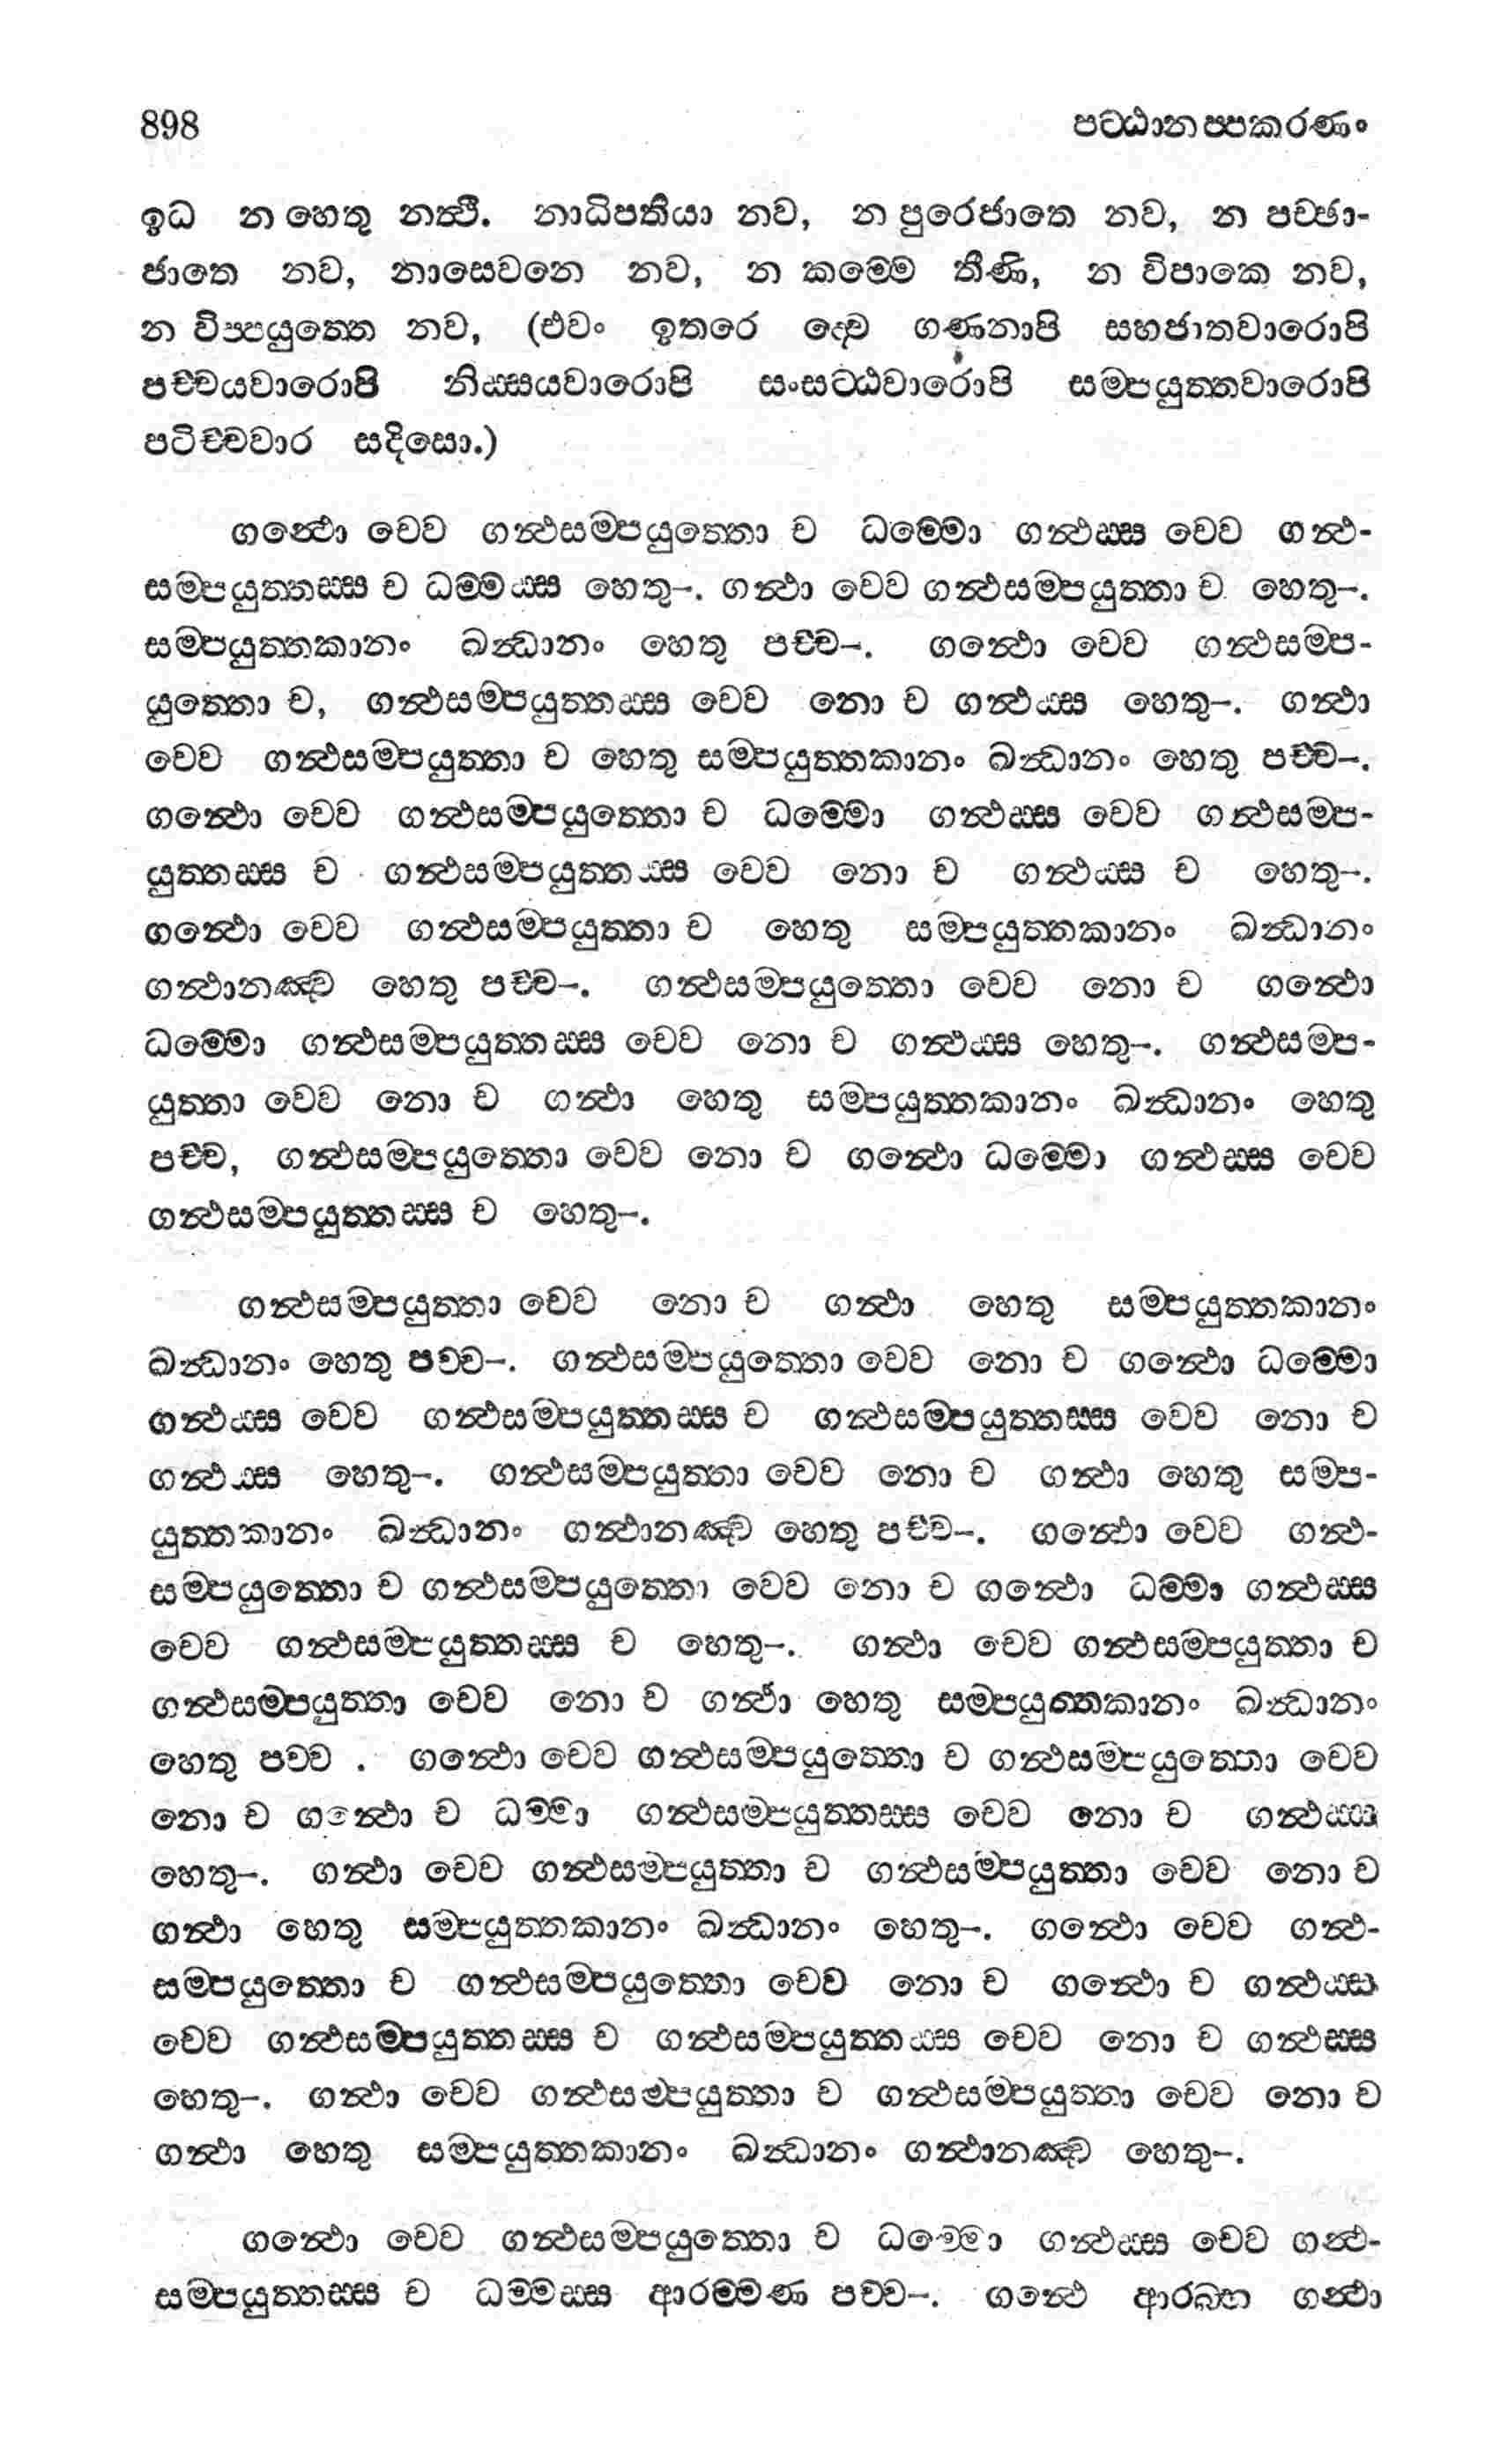 898 පට්ඨානප්පකරණං
ඉධ න හෙතු නත්ථි. නාධිපතියා නව, න පුරෙජාතෙ නව, න පච්ඡා-
ජාතෙ නව, නාසෙවනෙ නව, න කම්මෙ තීණි, න විපාකෙ නව,
න විප්පයුත්තෙ නව, (එවං ඉතරෙ ද්වෙ ගණනාපි සහජාතවාරොපි
පච්චයවාරොපි නිස්සයවාරොපි සංසට්ඨවාරොපි සම්පයුත්තවාරොපි
පටිච්චවාර සදිසො.)
ගන්ථො චෙව ගන්ථසම්පයුත්තො ච ධම්මො ගන්ථස්ස චෙව ගන්ථ-
සම්පයුත්තස්ස ච ධම්මස්ස හෙතු-. ගන්ථා චෙව ගන්ථසම්පයුත්තා ච හෙතු-.
සම්පයුත්තකානං ඛන්ධානං හෙතු පච්ච-. ගන්ථො චෙව ගන්ථසම්ප-
යුත්තො ච, ගන්ථසම්පයුත්තස්ස චෙව නො ච ගන්ථස්ස හෙතු-. ගන්ථා
චෙව ගන්ථසම්පයුත්තා ච හෙතු සම්පයුත්තකානං ඛන්ධානං හෙතු පච්ච-.
ගන්ථො චෙව ගන්ථසම්පයුත්තො ච ධම්මො ගන්ථස්ස චෙව ගන්ථසම්ප-
යුත්තස්ස ච ගන්ථසම්පයුත්තස්ස චෙව නො ච ගන්ථස්ස ච හෙතු-.
ගන්ථො චෙව ගන්ථසම්පයුත්තා ච හෙතු සම්පයුත්තකානං ඛන්ධානං
ගන්ථානඤ්ච හෙතු පච්ච-. ගන්ථසම්පයුත්තො චෙව නො ච ගන්ථො
ධම්මො ගන්ථසම්පයුත්තස්ස චෙව නො ච ගන්ථස්ස හෙතු-. ගන්ථසම්ප-
යුත්තා චෙව නො ච ගන්ථා හෙතු සම්පයුත්තකානං ඛන්ධානං හෙතු
පච්ච, ගන්ථසම්පයුත්තො චෙව නො ච ගන්ථො ධම්මො ගන්ථස්ස චෙව
ගන්ථසම්පයුත්තස්ස ච හෙතු-.
ගන්ථසම්පයුත්තා චෙව නො ච ගන්ථා හෙතු සම්පයුත්තකානං
ඛන්ධානං හෙතු පච්ච-. ගන්ථසම්පයුත්තො චෙව නො ච ගන්ථො ධම්මො
ගන්ථස්ස චෙව ගන්ථසම්පයුත්තස්ස ච ගන්ථසම්පයුත්තස්ස චෙව නො ච
ගන්ථස්ස හෙතු-. ගන්ථසම්පයුත්තා චෙව නො ච ගන්ථා හෙතු සම්ප-
යුත්තකානං ඛන්ධානං ගන්ථානඤ්ච හෙතු පච්ච-. ගන්ථො චෙව ගන්ථ-
සම්පයුත්තො ච ගන්ථසම්පයුත්තො චෙව නො ච ගන්ථො ධම්මා ගන්ථස්ස
චෙව ගන්ථසම්පයුත්තස්ස ච හෙතු-. ගන්ථා චෙව ගන්ථසම්පයුත්තා ච
ගන්ථසම්පයුත්තා චෙව නො ච ගන්ථා හෙතු සම්පයුත්තකානං ඛන්ධානං
හෙතු පච්ච . ගන්ථො චෙව ගන්ථසම්පයුත්තො ච ගන්ථසම්පයුත්තො චෙව
නො ච ගන්ථො ච ධම්මා ගන්ථසම්පයුත්තස්ස චෙව නො ච ගන්ථස්ස
හෙතු-. ගන්ථා චෙව ගන්ථසම්පයුත්තා ච ගන්ථසම්පයුත්තා චෙව නො ච
ගන්ථා හෙතු සම්පයුත්තකානං ඛන්ධානං හෙතු-. ගන්ථො චෙව ගන්ථ-
සම්පයුත්තො ච ගන්ථසම්පයුත්තො චෙව නො ච ගන්ථො ච ගන්ථස්ස
චෙව ගන්ථසම්පයුත්තස්ස ච ගන්ථසම්පයුත්තස්ස චෙව නො ච ගන්ථස්ස
හෙතු-. ගන්ථා චෙව ගන්ථසම්පයුත්තා ච ගන්ථසම්පයුත්තා චෙව නො ච
ගන්ථා හෙතු සම්පයුත්තකානං ඛන්ධානං ගන්ථානඤ්ච හෙතු-.
ගන්ථො චෙව ගන්ථසම්පයුත්තො ච ධම්මො ගන්ථස්ස චෙව ගන්ථ-
සම්පයුත්තස්ස ච ධම්මස්ස ආරම්මණ පච්ච-. ගන්ථෙ ආරබ්භ ගන්ථා